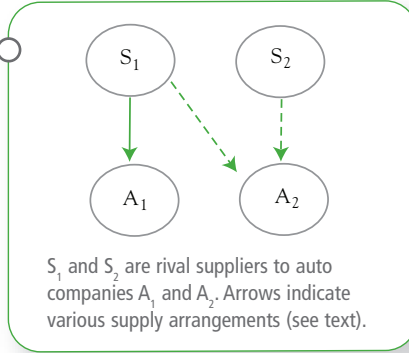 S₁ S₂
A₁ A₂
S₁ and S₂ are rival suppliers to auto
companies A₁ and A₂. Arrows indicate
various supply arrangements (see text).